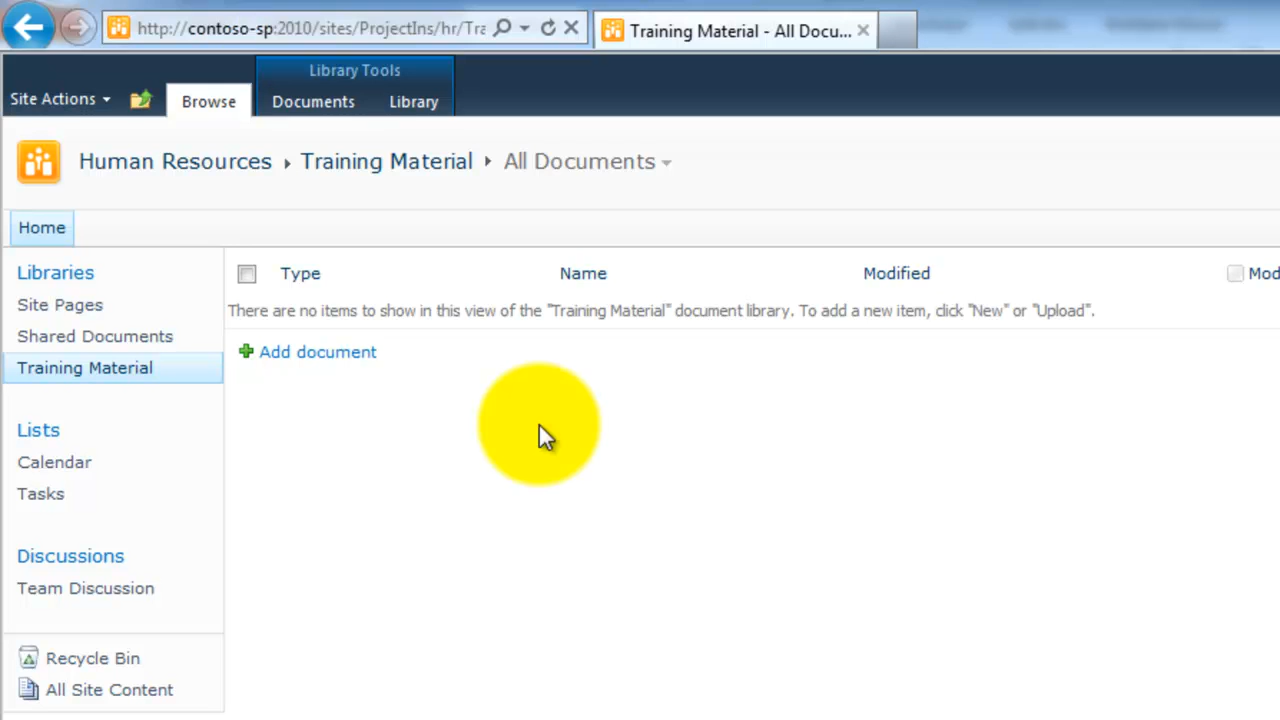 http://contoso-sp:2010/sites/ProjectIns/hr/Tra
Training Material - All Docu...
Library Tools
Site Actions
Browse
Documents
Library
Human Resources
Training Material
All Documents
Home
Libraries
Type
Name
Modified
Mod
Site Pages
There are no items to show in this view of the "Training Material" document library. To add a new item, click "New" or "Upload".
Shared Documents
Add document
Training Material
Lists
Calendar
Tasks
Discussions
Team Discussion
Recycle Bin
All Site Content